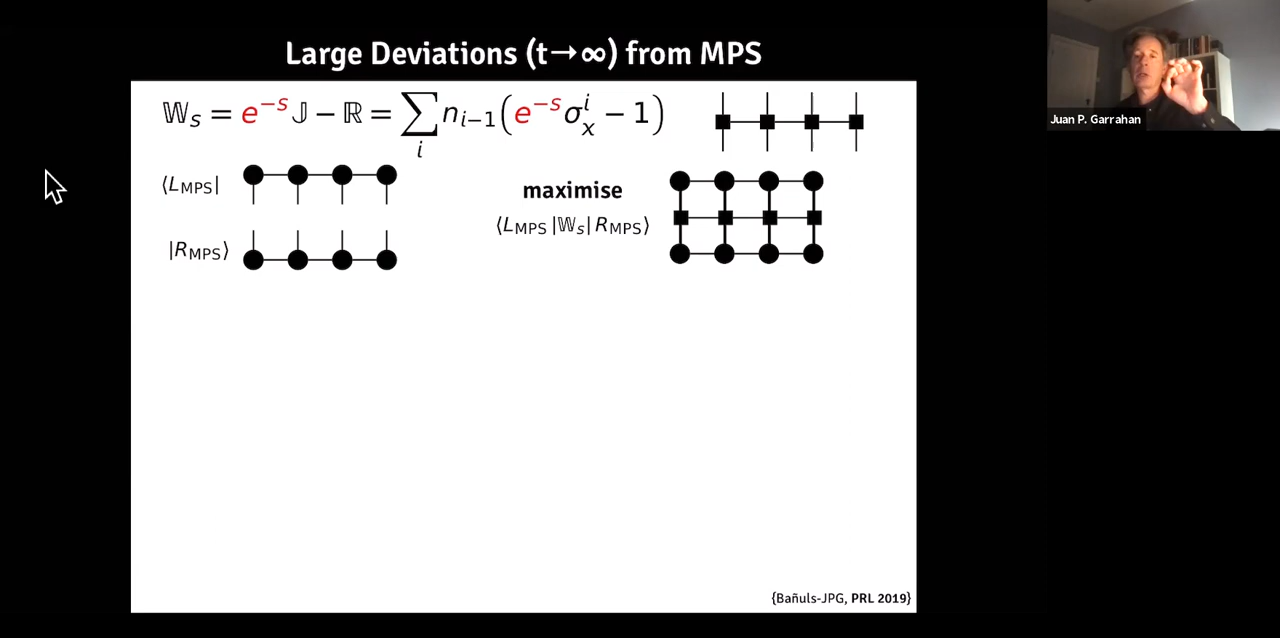 Large Deviations (t→∞) from MPS
𝕎ₛ = e⁻ˢ 𝕁 − ℝ = ∑ᵢ nᵢ₋₁(e⁻ˢ σₓⁱ − 1)
⟨L_MPS|
maximise
⟨L_MPS|𝕎ₛ|R_MPS⟩
|R_MPS⟩
{Bañuls-JPG, PRL 2019}
Juan P. Garrahan